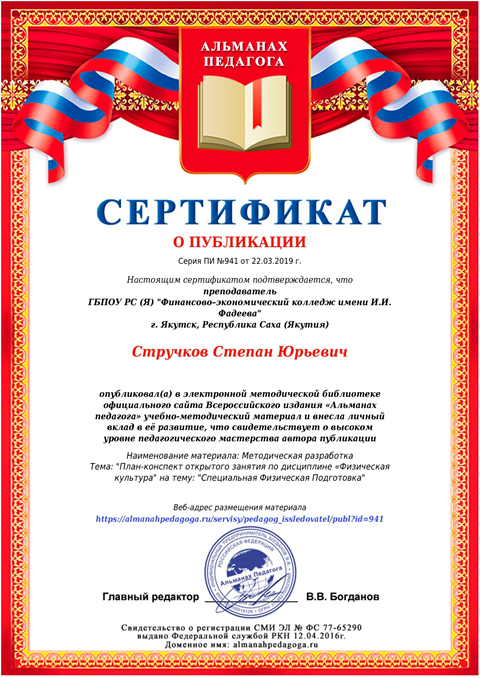 АЛЬМАНАХ
ПЕДАГОГА
СЕРТИФИКАТ
О ПУБЛИКАЦИИ
Серия ПИ №941 от 22.03.2019 г.
Настоящим сертификатом подтверждается, что
преподаватель
ГБПОУ РС (Я) "Финансово–экономический колледж имени И.И.
Фадеева"
г. Якутск, Республика Саха (Якутия)
Стручков Степан Юрьевич
опубликовал(а) в электронной методической библиотеке
официального сайта Всероссийского издания «Альманах
педагога» учебно-методический материал и внесла личный
вклад в её развитие, что свидетельствует о высоком
уровне педагогического мастерства автора публикации
Наименование материала: Методическая разработка
Тема: "План-конспект открытого занятия по дисциплине «Физическая
культура" на тему: "Специальная Физическая Подготовка"
Веб-адрес размещения материала
https://almanahpedagoga.ru/servisy/pedagog_issledovatel/publ?id=941
РОССИЙСКАЯ ФЕДЕРАЦИЯ
Альманах Педагога
Главный редактор
В.В. Богданов
Свидетельство о регистрации СМИ ЭЛ № ФС 77-65290
выдано Федеральной службой РКН 12.04.2016г.
Доменное имя: almanahpedagoga.ru